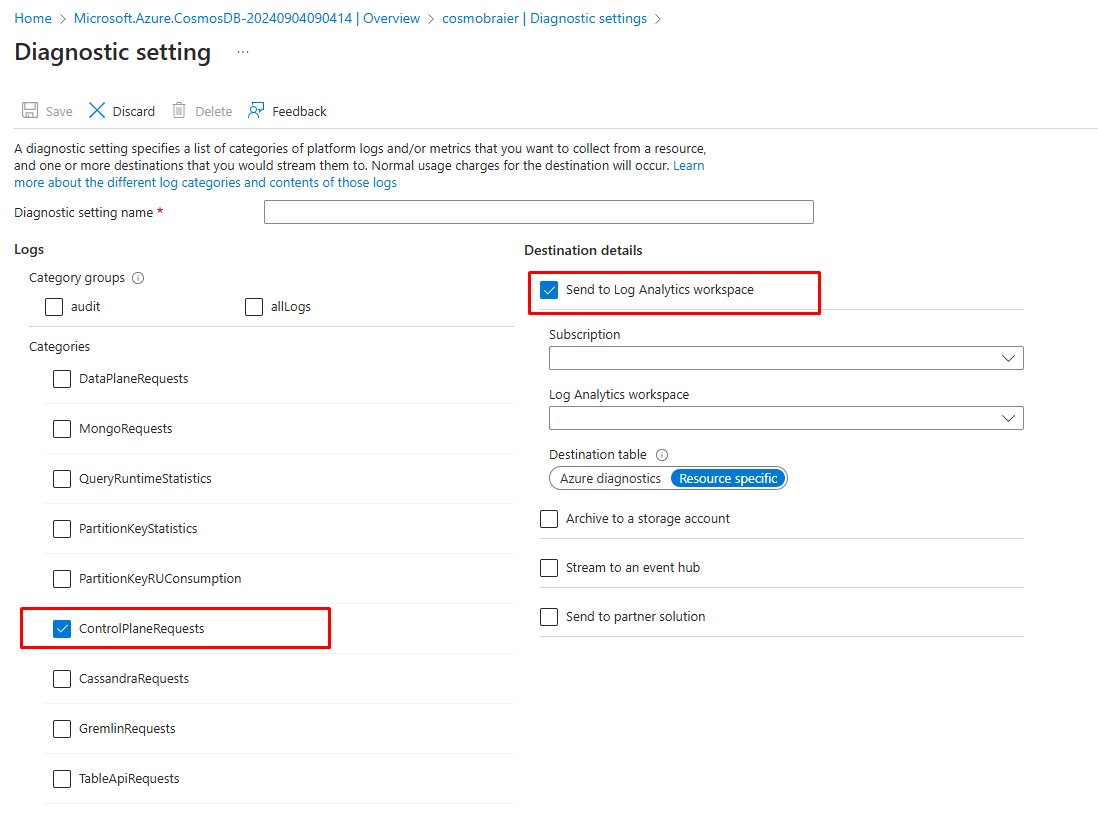 Home > Microsoft.Azure.CosmosDB-20240904090414 | Overview > cosmobraier | Diagnostic settings >
Diagnostic setting ...
Save Discard Delete Feedback
A diagnostic setting specifies a list of categories of platform logs and/or metrics that you want to collect from a resource,
and one or more destinations that you would stream them to. Normal usage charges for the destination will occur. Learn
more about the different log categories and contents of those logs
Diagnostic setting name *
Logs
Category groups
audit
allLogs
Categories
DataPlaneRequests
MongoRequests
QueryRuntimeStatistics
PartitionKeyStatistics
PartitionKeyRUConsumption
ControlPlaneRequests
CassandraRequests
GremlinRequests
TableApiRequests
Destination details
Send to Log Analytics workspace
Subscription
Log Analytics workspace
Destination table
Azure diagnostics Resource specific
Archive to a storage account
Stream to an event hub
Send to partner solution